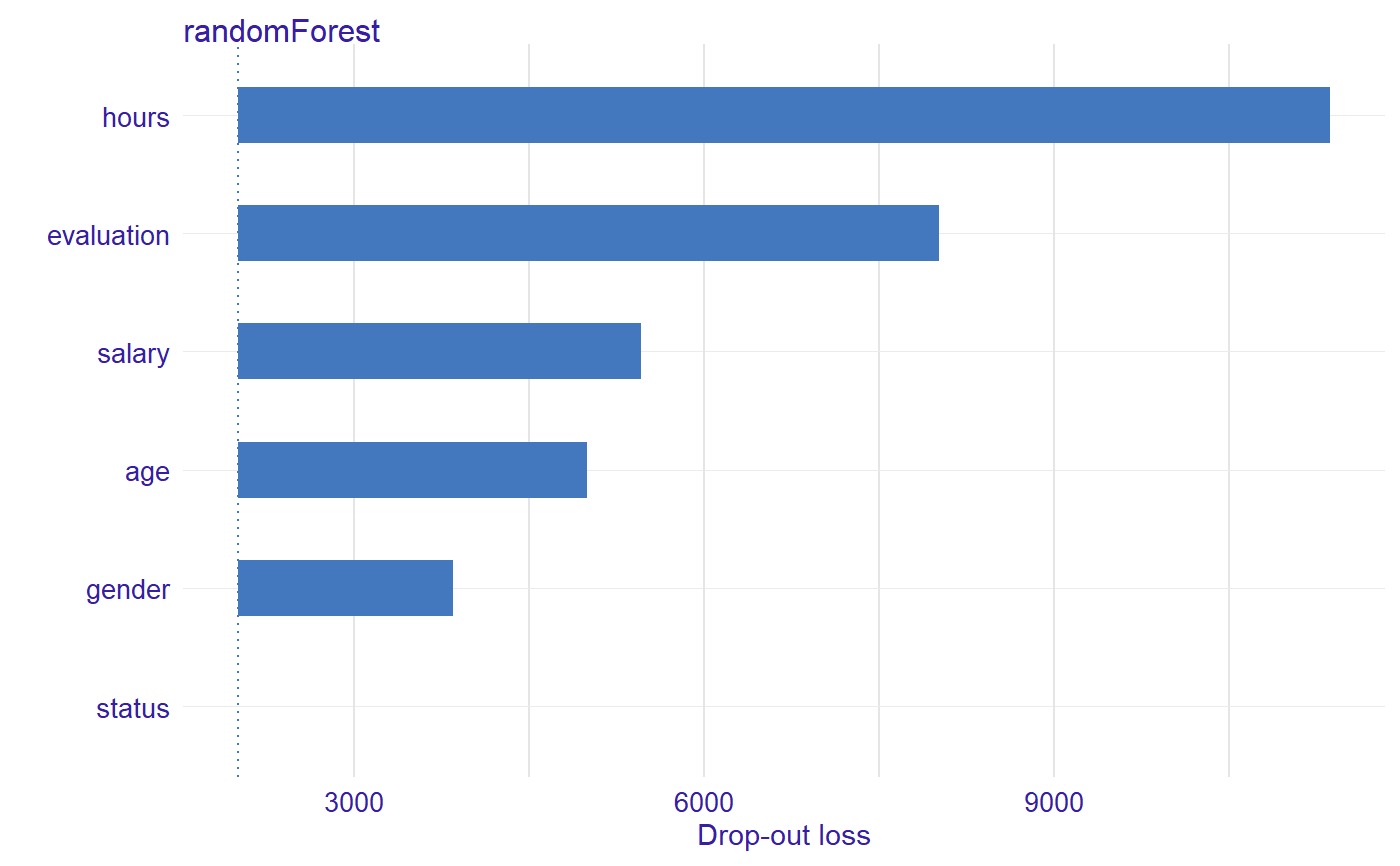 randomForest
hours
evaluation
salary
age
gender
status
3000 6000 9000
Drop-out loss